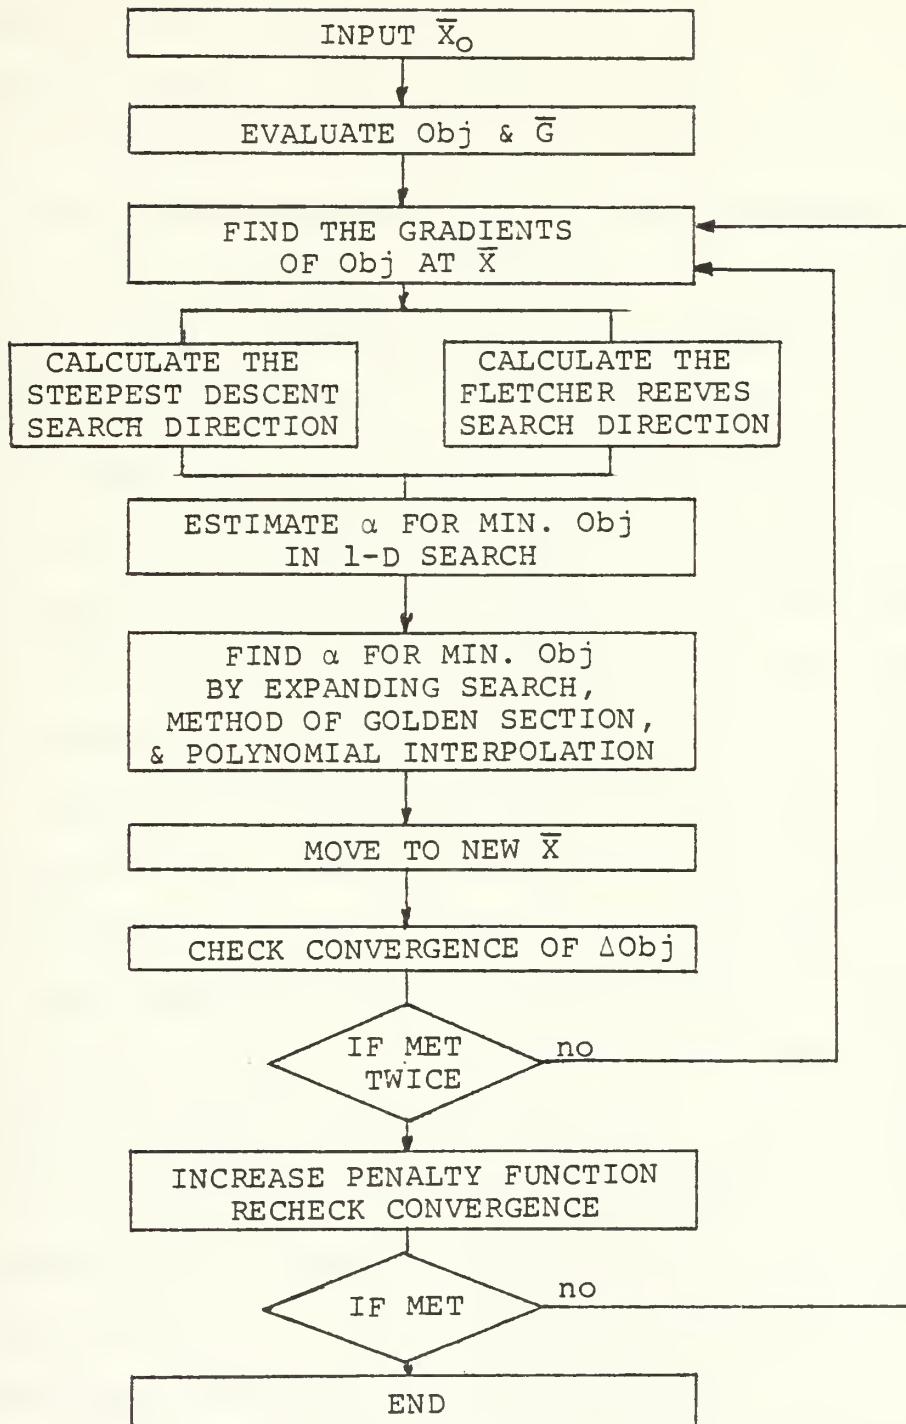 INPUT X̅₀
EVALUATE Obj & G̅
FIND THE GRADIENTS
OF Obj AT X̅
CALCULATE THE
STEEPEST DESCENT
SEARCH DIRECTION
CALCULATE THE
FLETCHER REEVES
SEARCH DIRECTION
ESTIMATE α FOR MIN. Obj
IN 1-D SEARCH
FIND α FOR MIN. Obj
BY EXPANDING SEARCH,
METHOD OF GOLDEN SECTION,
& POLYNOMIAL INTERPOLATION
MOVE TO NEW X̅
CHECK CONVERGENCE OF ΔObj
IF MET
TWICE
no
INCREASE PENALTY FUNCTION
RECHECK CONVERGENCE
IF MET
no
END